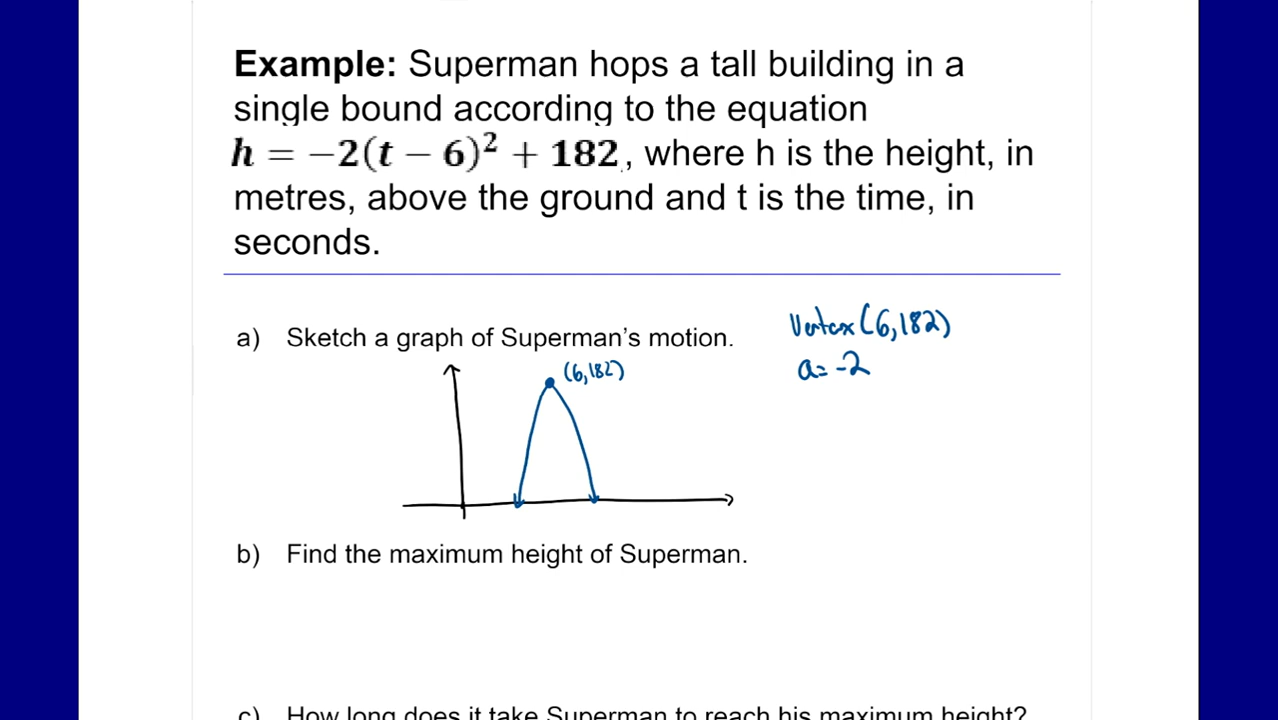 Example: Superman hops a tall building in a
single bound according to the equation
h = −2(t − 6)² + 182, where h is the height, in
metres, above the ground and t is the time, in
seconds.
Vertex (6,182)
a) Sketch a graph of Superman's motion.
a = -2
(6,182)
b) Find the maximum height of Superman.
c) How long does it take Superman to reach his maximum height?